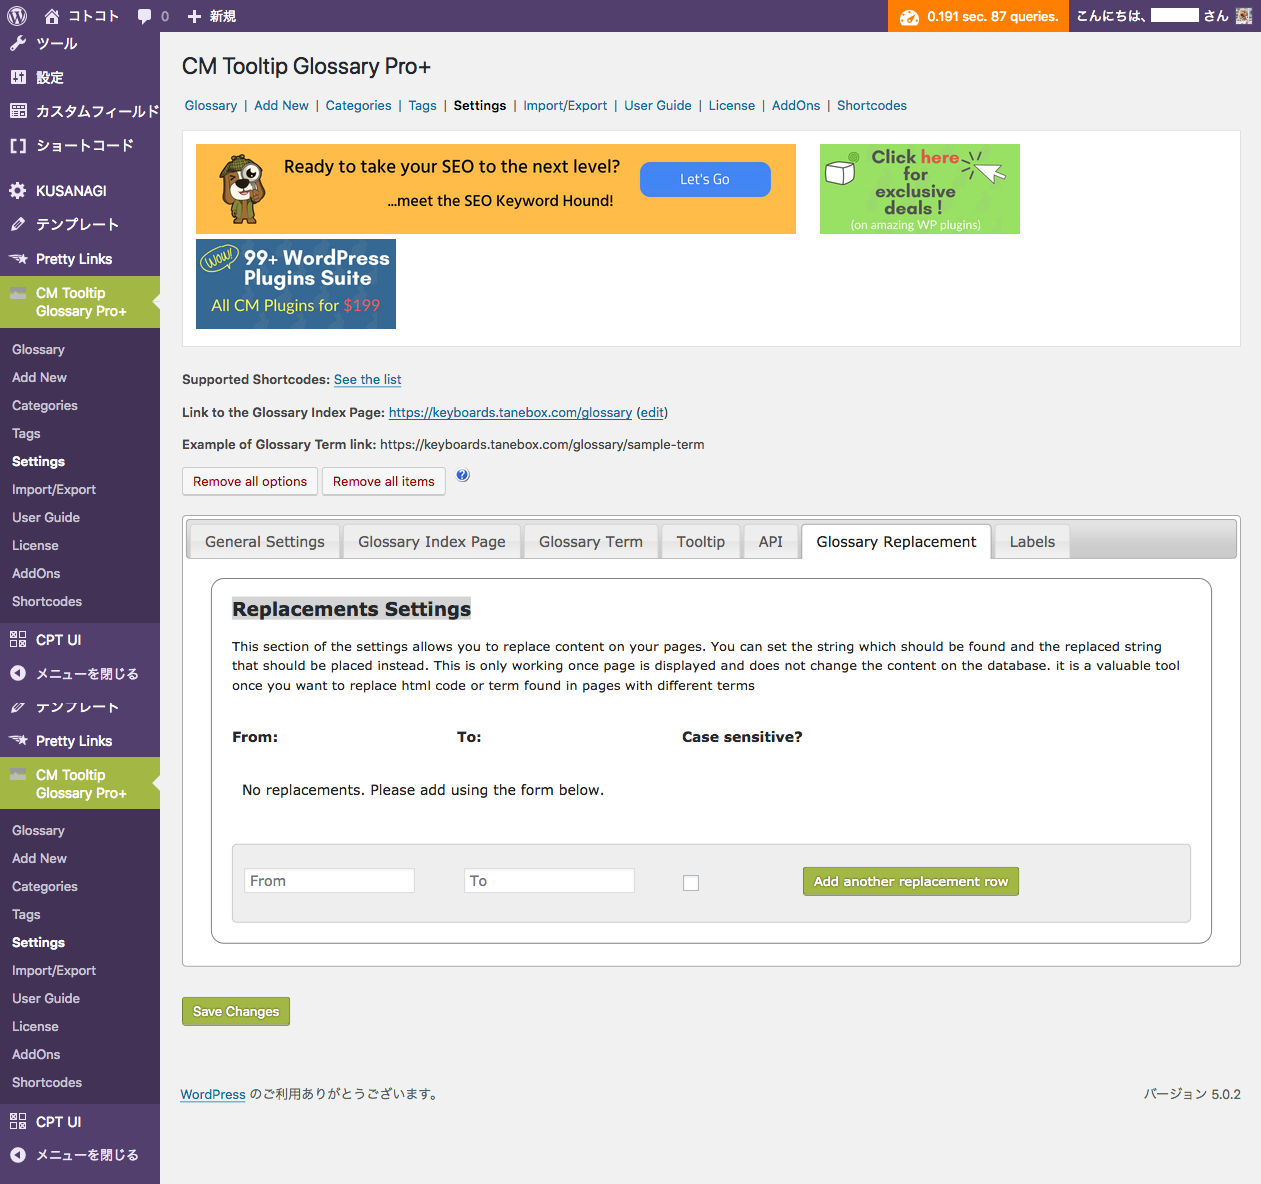 コトコト 0 新規 0.191 sec. 87 queries. こんにちは、 さん
ツール
設定
カスタムフィールド
ショートコード
KUSANAGI
テンプレート
Pretty Links
CM Tooltip
Glossary Pro+
Glossary
Add New
Categories
Tags
Settings
Import/Export
User Guide
License
AddOns
Shortcodes
CPT UI
メニューを閉じる
テンプレート
Pretty Links
CM Tooltip
Glossary Pro+
Glossary
Add New
Categories
Tags
Settings
Import/Export
User Guide
License
AddOns
Shortcodes
CPT UI
メニューを閉じる
CM Tooltip Glossary Pro+
Glossary | Add New | Categories | Tags | Settings | Import/Export | User Guide | License | AddOns | Shortcodes
Ready to take your SEO to the next level?
...meet the SEO Keyword Hound!
Let's Go
Click here
for
exclusive
deals !
(on amazing WP plugins)
WOW!
99+ WordPress
Plugins Suite
All CM Plugins for $199
Supported Shortcodes: See the list
Link to the Glossary Index Page: https://keyboards.tanebox.com/glossary (edit)
Example of Glossary Term link: https://keyboards.tanebox.com/glossary/sample-term
Remove all options Remove all items ?
General Settings Glossary Index Page Glossary Term Tooltip API Glossary Replacement Labels
Replacements Settings
This section of the settings allows you to replace content on your pages. You can set the string which should be found and the replaced string
that should be placed instead. This is only working once page is displayed and does not change the content on the database. it is a valuable tool
once you want to replace html code or term found in pages with different terms
From: To: Case sensitive?
No replacements. Please add using the form below.
From To Add another replacement row
Save Changes
WordPress のご利用ありがとうございます。 バージョン 5.0.2